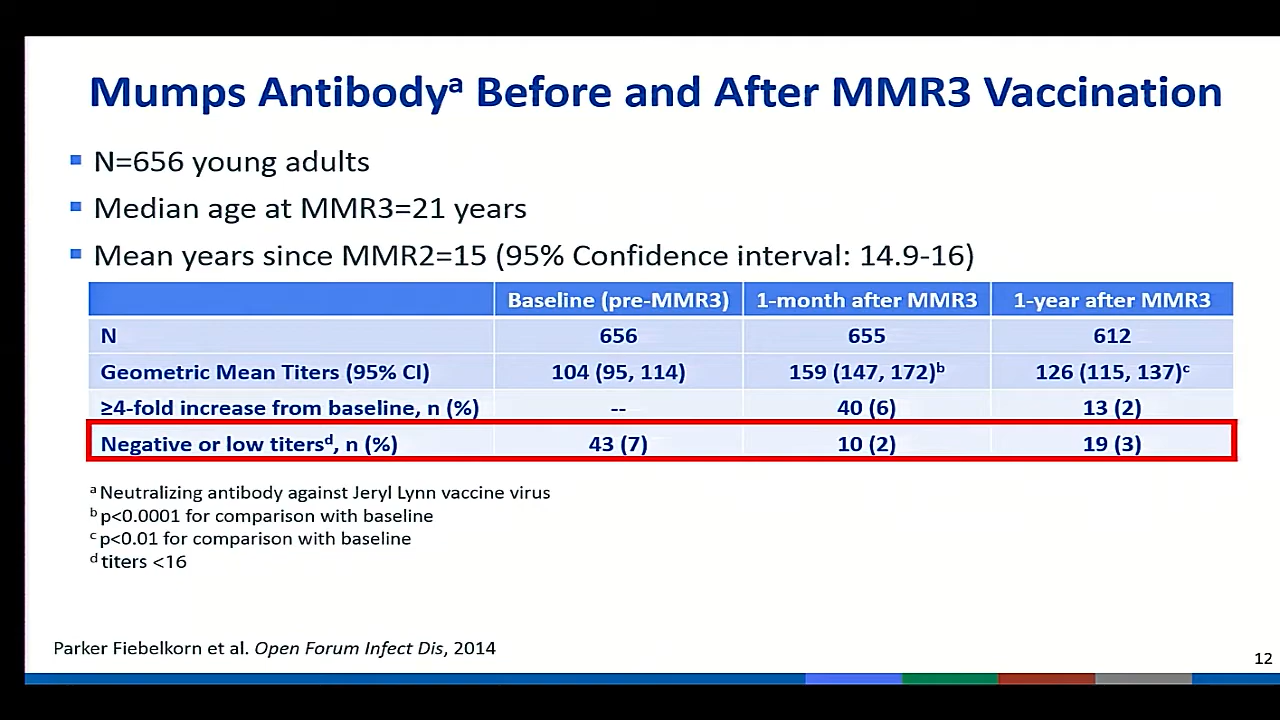 Mumps Antibodyᵃ Before and After MMR3 Vaccination
▪ N=656 young adults
▪ Median age at MMR3=21 years
▪ Mean years since MMR2=15 (95% Confidence interval: 14.9-16)
Baseline (pre-MMR3) 1-month after MMR3 1-year after MMR3
N 656 655 612
Geometric Mean Titers (95% CI) 104 (95, 114) 159 (147, 172)ᵇ 126 (115, 137)ᶜ
≥4-fold increase from baseline, n (%) -- 40 (6) 13 (2)
Negative or low titersᵈ, n (%) 43 (7) 10 (2) 19 (3)
ᵃ Neutralizing antibody against Jeryl Lynn vaccine virus
ᵇ p<0.0001 for comparison with baseline
ᶜ p<0.01 for comparison with baseline
ᵈ titers <16
Parker Fiebelkorn et al. Open Forum Infect Dis, 2014
12